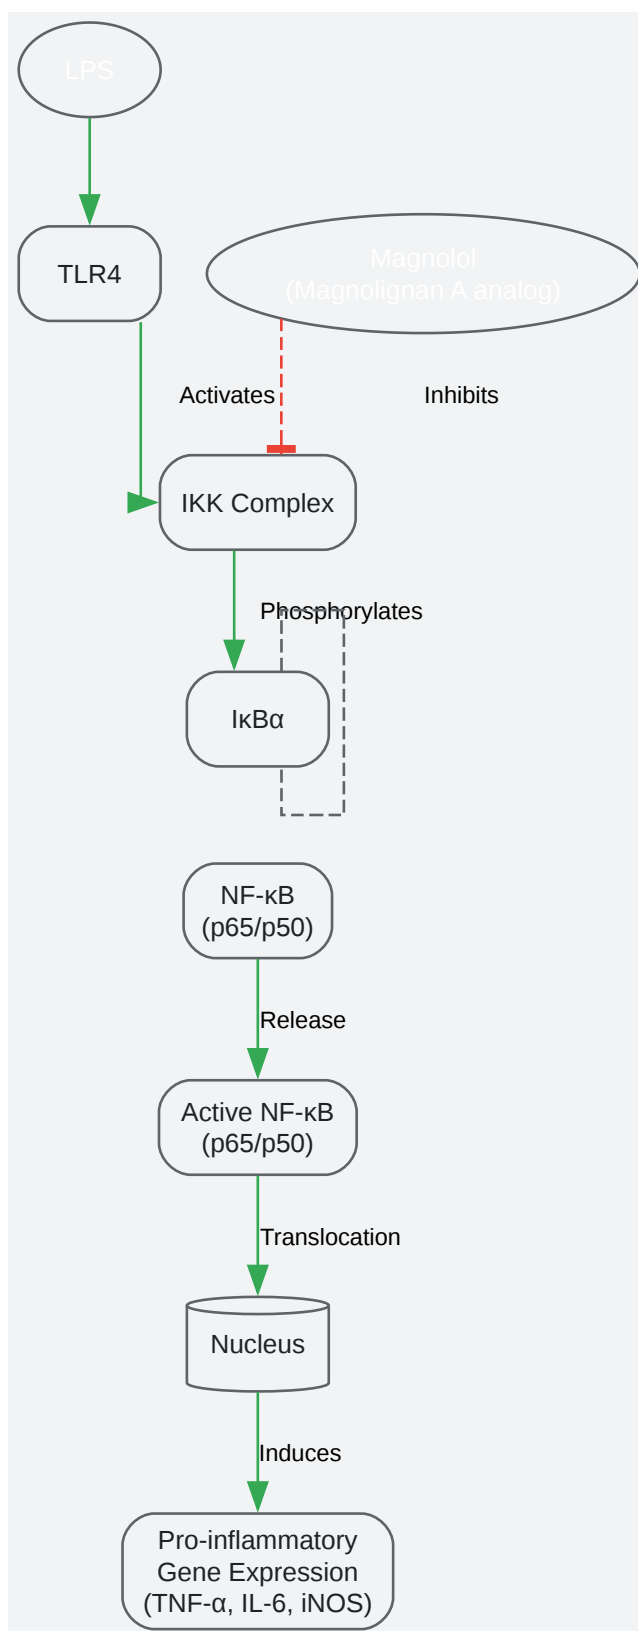 LPS
TLR4
Magnolol
(Magnolignan A analog)
Activates
Inhibits
IKK Complex
Phosphorylates
IκBα
NF-κB
(p65/p50)
Release
Active NF-κB
(p65/p50)
Translocation
Nucleus
Induces
Pro-inflammatory
Gene Expression
(TNF-α, IL-6, iNOS)